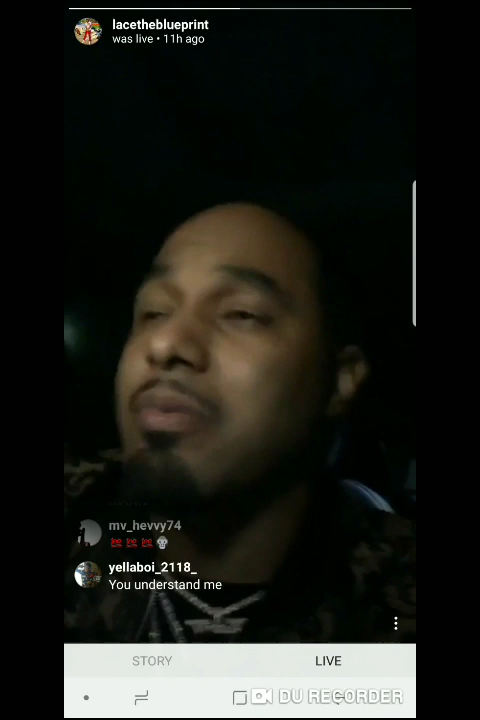 lacetheblueprint
was live • 11h ago
mv_hevvy74
💯💯💯💀
yellaboi_2118_
You understand me
STORY
LIVE
DU RECORDER